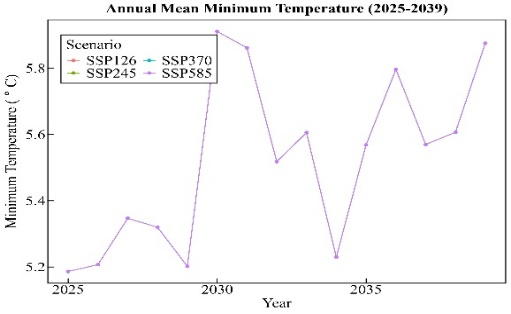 Annual Mean Minimum Temperature (2025-2039)
Scenario
SSP126 SSP370
SSP245 SSP585
5.8
5.6
5.4
5.2
Minimum Temperature ( ° C)
2025 2030 2035
Year